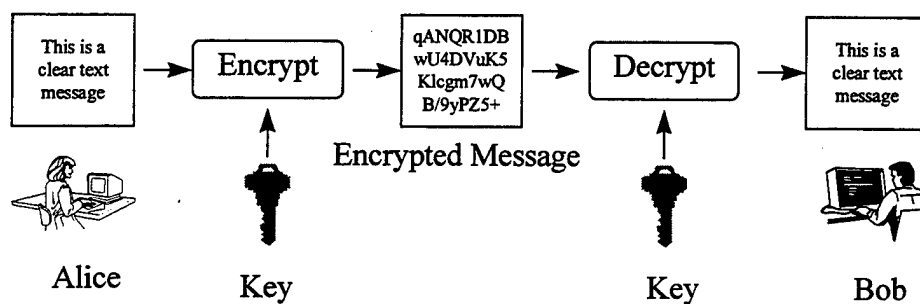 This is a
clear text
message
Encrypt
qANQR1DB
wU4DVuK5
Klcgm7wQ
B/9yPZ5+
Decrypt
This is a
clear text
message
Encrypted Message
Alice
Key
Key
Bob